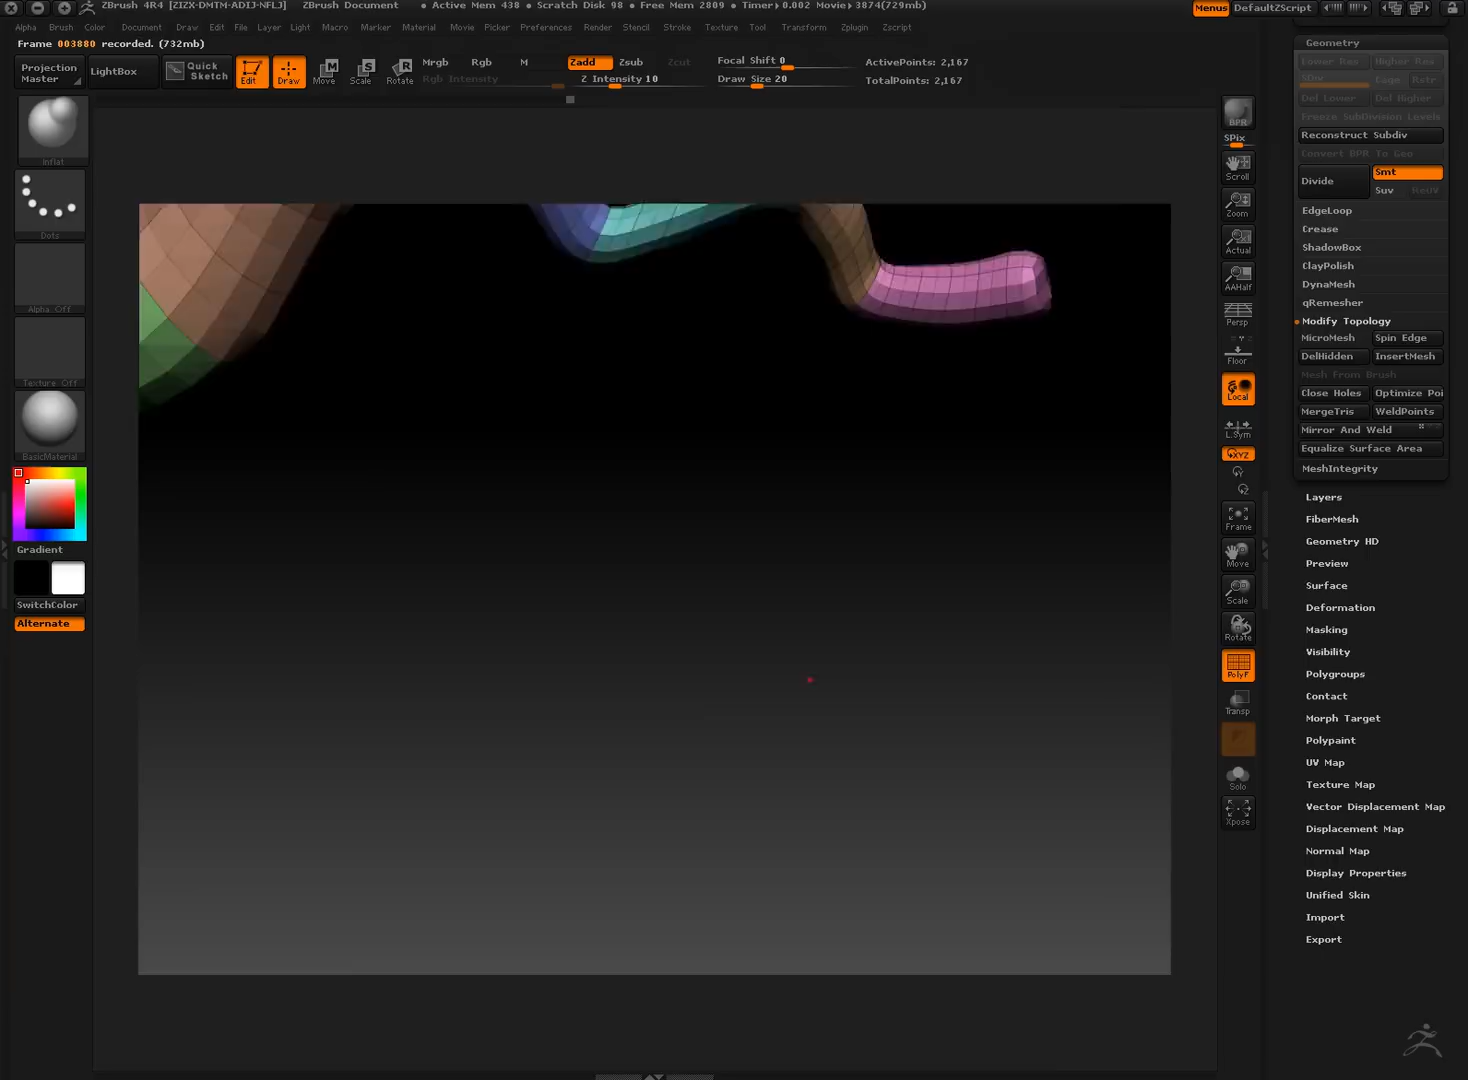 ZBrush 4R4 [ZIZX-DMTM-ADIJ-NFLJ] ZBrush Document • Active Mem 438 • Scratch Disk 98 • Free Mem 2809 • Timer▸0.002 Movie▸3874(729mb) Menus DefaultZScript
Alpha Brush Color Document Draw Edit File Layer Light Macro Marker Material Movie Picker Preferences Render Stencil Stroke Texture Tool Transform Zplugin Zscript
Frame 003880 recorded. (732mb)
Projection Master
LightBox
Quick Sketch
Edit
Draw
Move
Scale
Rotate
Mrgb Rgb M
Rgb Intensity
Zadd Zsub Zcut
Z Intensity 10
Focal Shift 0
Draw Size 20
ActivePoints: 2,167
TotalPoints: 2,167
Inflat
Dots
Alpha Off
Texture Off
BasicMaterial
Gradient
SwitchColor
Alternate
BPR
SPix
Scroll
Zoom
Actual
AAHalf
Persp
Floor
Local
L.Sym
XYZ
Y
Z
Frame
Move
Scale
Rotate
PolyF
Transp
Solo
Xpose
Geometry
Lower Res Higher Res
SDiv Cage Rstr
Del Lower Del Higher
Freeze SubDivision Levels
Reconstruct Subdiv
Convert BPR To Geo
Divide Smt
Suv ReUV
EdgeLoop
Crease
ShadowBox
ClayPolish
DynaMesh
qRemesher
Modify Topology
MicroMesh Spin Edge
DelHidden InsertMesh
Mesh From Brush
Close Holes Optimize Poi
MergeTris WeldPoints
Mirror And Weld
Equalize Surface Area
MeshIntegrity
Layers
FiberMesh
Geometry HD
Preview
Surface
Deformation
Masking
Visibility
Polygroups
Contact
Morph Target
Polypaint
UV Map
Texture Map
Vector Displacement Map
Displacement Map
Normal Map
Display Properties
Unified Skin
Import
Export